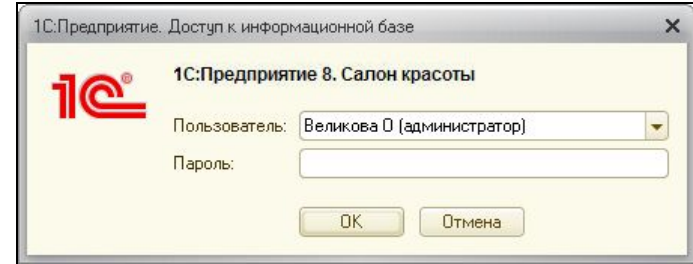 1С:Предприятие. Доступ к информационной базе
1С®
1С:Предприятие 8. Салон красоты
Пользователь: Великова О (администратор)
Пароль:
OK Отмена